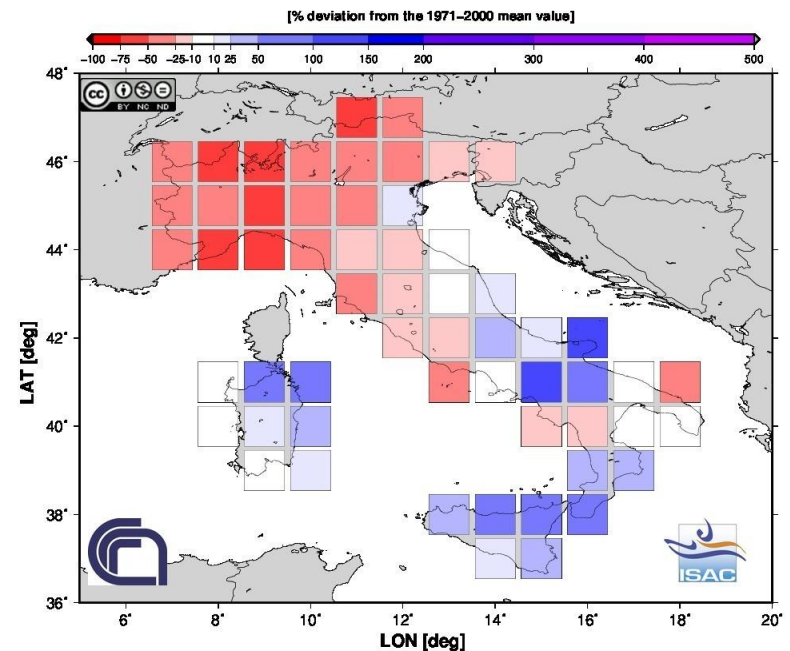 [% deviation from the 1971−2000 mean value]
−100 −75 −50 −25 −10 10 25 50 100 150 200 300 400 500
48°
46°
44°
42°
40°
38°
36°
LAT [deg]
cc
BY NC ND
ISAC
6° 8° 10° 12° 14° 16° 18° 20°
LON [deg]